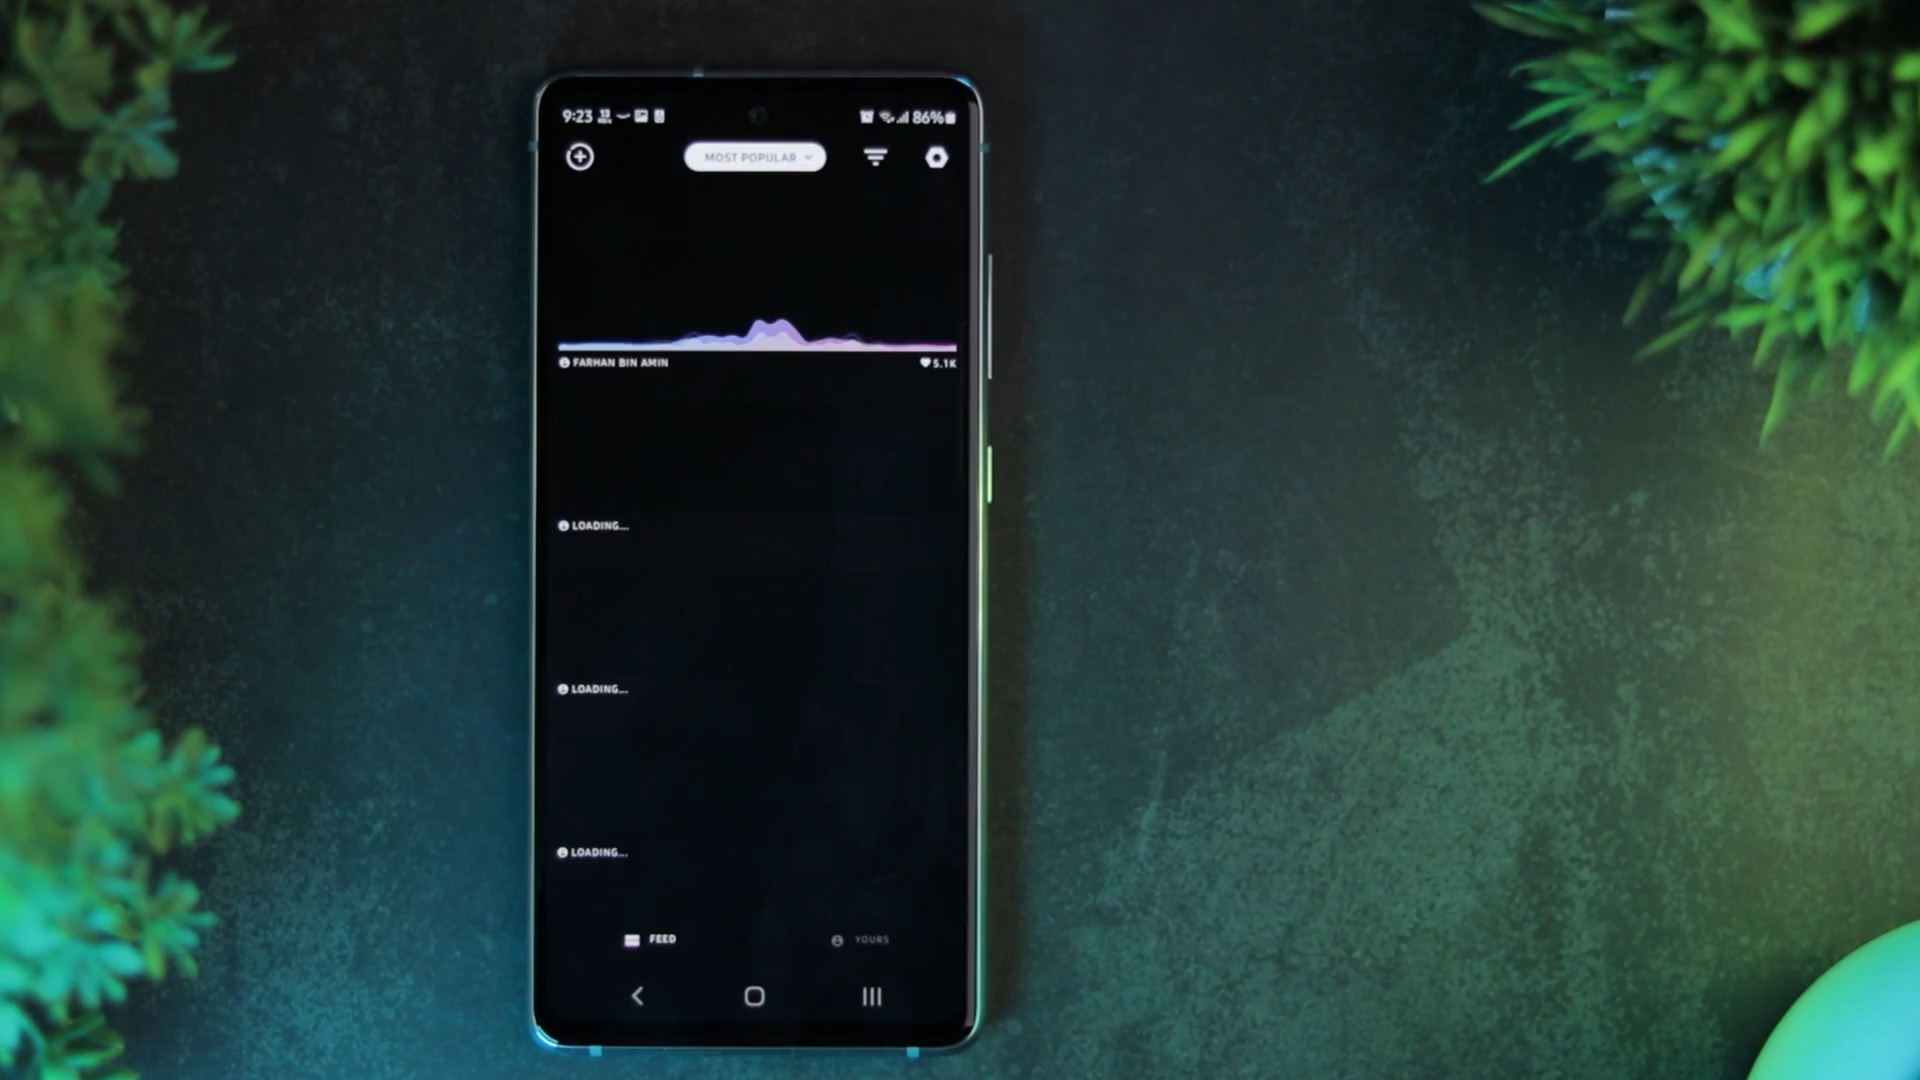 9:23 86%
MOST POPULAR
FARHAN BIN AMIN 5.1K
LOADING...
LOADING...
LOADING...
FEED YOURS